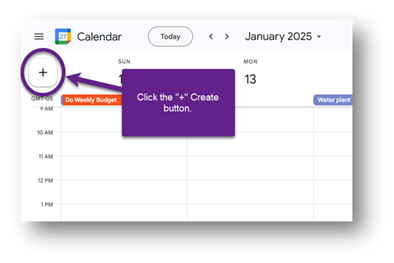 27 Calendar Today January 2025
SUN MON
1 13
+
Click the "+" Create
button.
GMT-05 Do Weekly Budget Water plant
9 AM
10 AM
11 AM
12 PM
1 PM